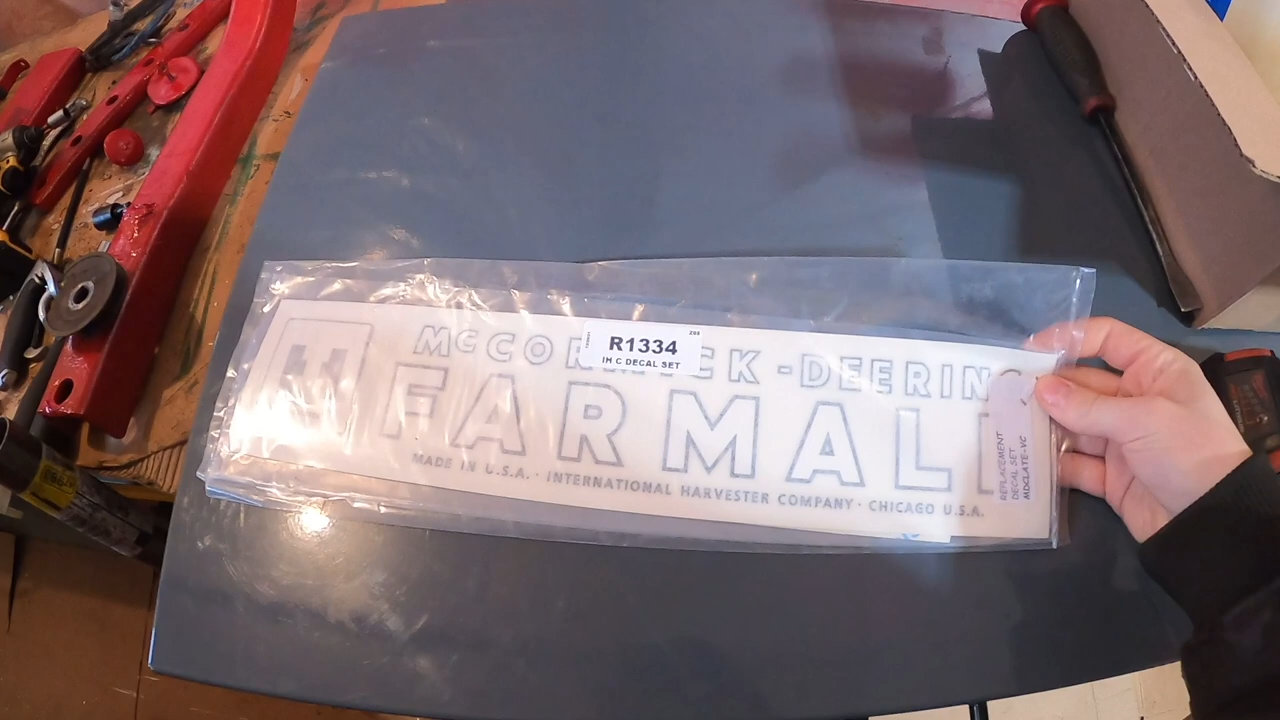 R1334
IH C DECAL SET
McCORMICK-DEERING
FARMALL
MADE IN U.S.A. · INTERNATIONAL HARVESTER COMPANY · CHICAGO U.S.A.
REPLACEMENT
DECAL SET
MDCLATE-VC